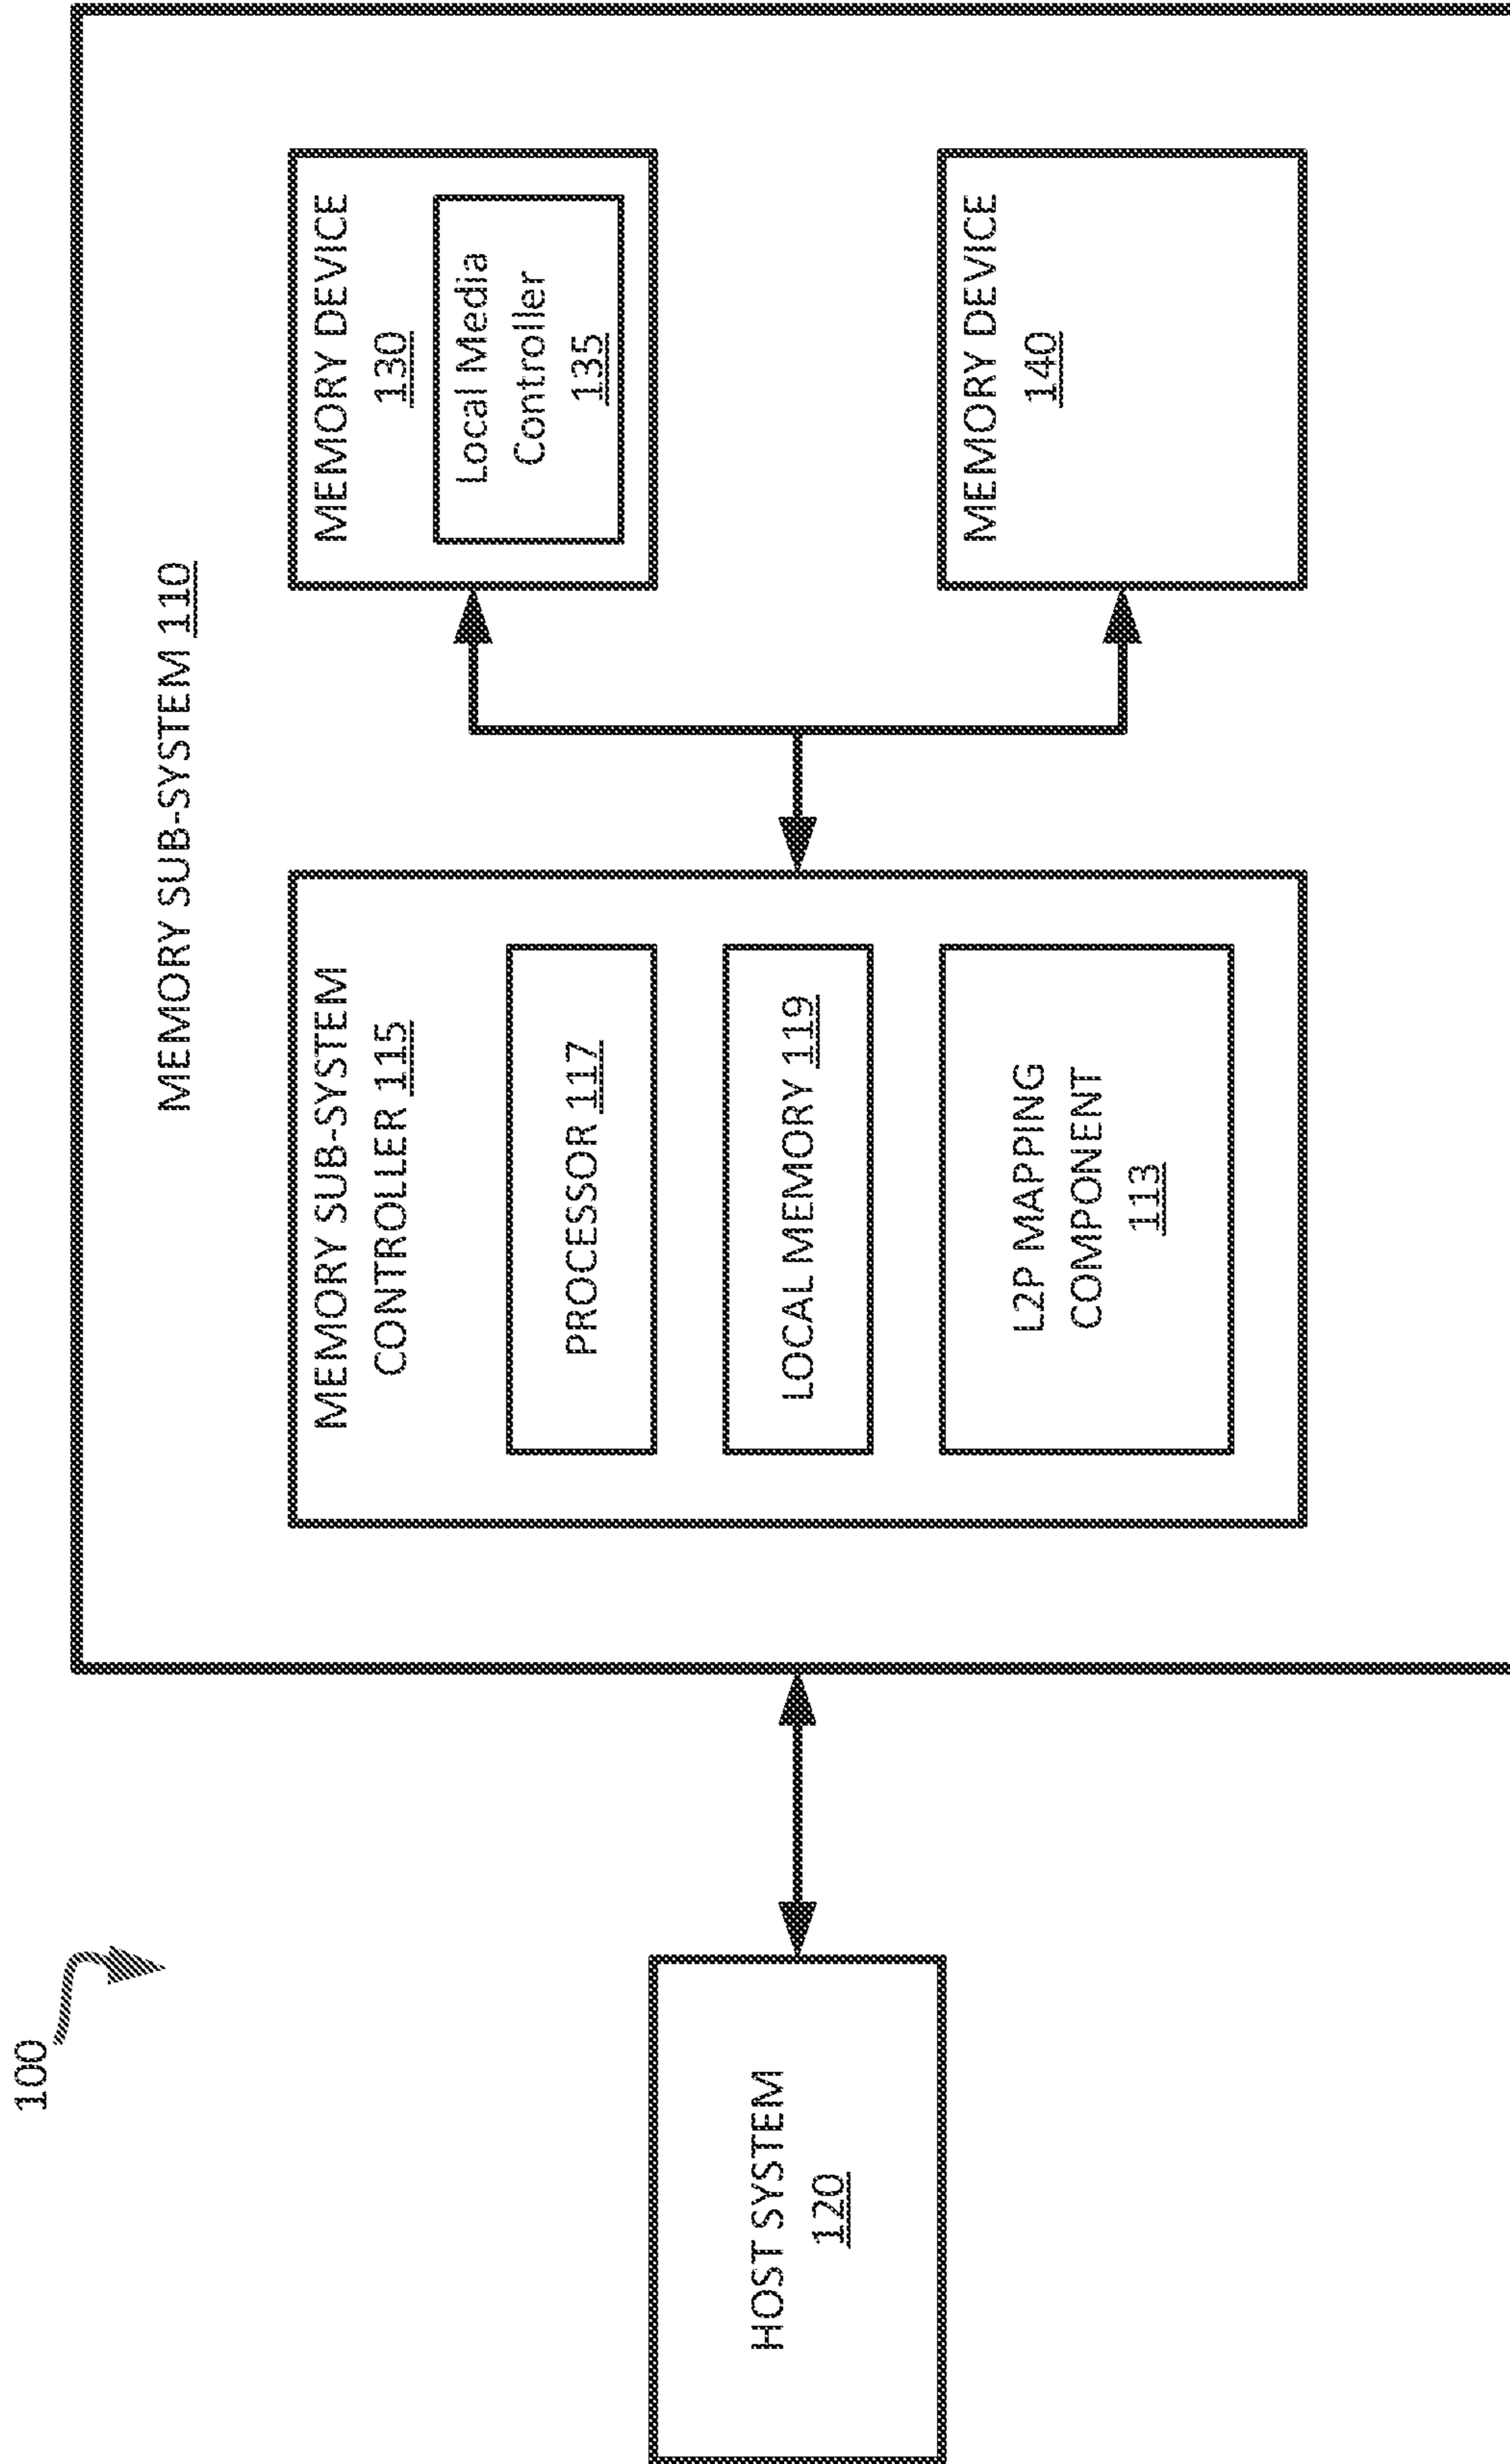 100
MEMORY SUB-SYSTEM 110
HOST SYSTEM
120
MEMORY SUB-SYSTEM
CONTROLLER 115
PROCESSOR 117
LOCAL MEMORY 119
L2P MAPPING
COMPONENT
113
MEMORY DEVICE
130
Local Media
Controller
135
MEMORY DEVICE
140